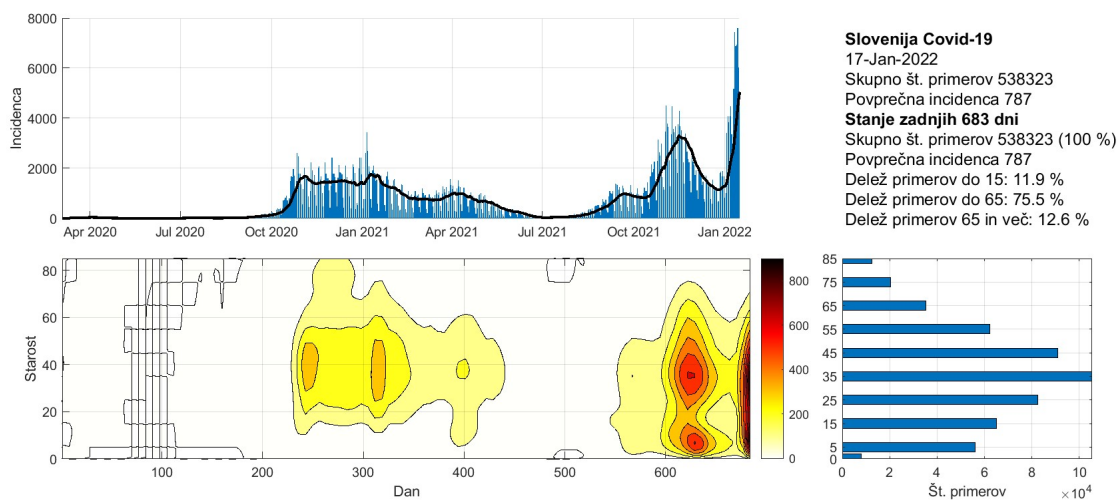 8000
6000
4000
2000
0
Incidenca
Apr 2020 Jul 2020 Oct 2020 Jan 2021 Apr 2021 Jul 2021 Oct 2021 Jan 2022
Slovenija Covid-19
17-Jan-2022
Skupno št. primerov 538323
Povprečna incidenca 787
Stanje zadnjih 683 dni
Skupno št. primerov 538323 (100 %)
Povprečna incidenca 787
Delež primerov do 15: 11.9 %
Delež primerov do 65: 75.5 %
Delež primerov 65 in več: 12.6 %
80
60
40
20
0
Starost
100 200 300 400 500 600
Dan
800
600
400
200
0
85
75
65
55
45
35
25
15
5
0
0 2 4 6 8 10
Št. primerov
×10⁴